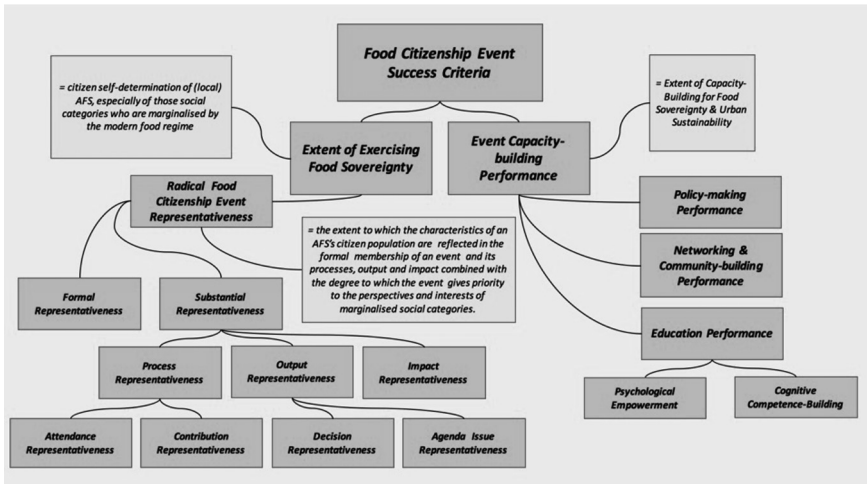 Food Citizenship Event
Success Criteria
= citizen self-determination of (local)
AFS, especially of those social
categories who are marginalised by
the modern food regime
= Extent of Capacity-
Building for Food
Sovereignty & Urban
Sustainability
Extent of Exercising
Food Sovereignty
Event Capacity-
building
Performance
Radical Food
Citizenship Event
Representativeness
Policy-making
Performance
= the extent to which the characteristics of an
AFS's citizen population are reflected in the
formal membership of an event and its
processes, output and impact combined with
the degree to which the event gives priority to
the perspectives and interests of
marginalised social categories.
Networking &
Community-building
Performance
Formal
Representativeness
Substantial
Representativeness
Education Performance
Process
Representativeness
Output
Representativeness
Impact
Representativeness
Psychological
Empowerment
Cognitive
Competence-Building
Attendance
Representativeness
Contribution
Representativeness
Decision
Representativeness
Agenda Issue
Representativeness